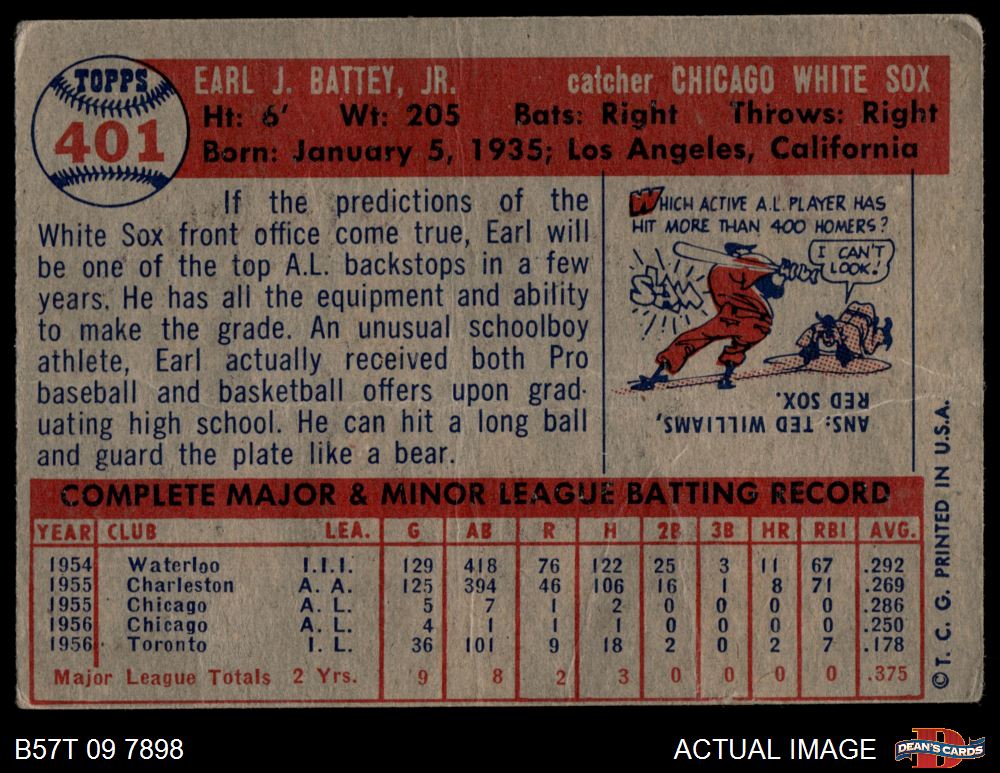 TOPPS
401
EARL J. BATTEY, JR. catcher CHICAGO WHITE SOX
Ht: 6' Wt: 205 Bats: Right Throws: Right
Born: January 5, 1935; Los Angeles, California
If the predictions of the
White Sox front office come true, Earl will
be one of the top A.L. backstops in a few
years. He has all the equipment and ability
to make the grade. An unusual schoolboy
athlete, Earl actually received both Pro
baseball and basketball offers upon grad-
uating high school. He can hit a long ball
and guard the plate like a bear.
WHICH ACTIVE A.L. PLAYER HAS
HIT MORE THAN 400 HOMERS?
I CAN'T
LOOK!
SLAM
ANS: TED WILLIAMS,
RED SOX.
COMPLETE MAJOR & MINOR LEAGUE BATTING RECORD
YEAR CLUB LEA. G AB R H 2B 3B HR RBI AVG.
1954 Waterloo I.I.I. 129 418 76 122 25 3 11 67 .292
1955 Charleston A. A. 125 394 46 106 16 1 8 71 .269
1955 Chicago A. L. 5 7 1 2 0 0 0 0 .286
1956 Chicago A. L. 4 1 1 1 0 0 0 0 .250
1956 Toronto I. L. 36 101 9 18 2 0 2 7 .178
Major League Totals 2 Yrs. 9 8 2 3 0 0 0 0 .375
© T. C. G. PRINTED IN U.S.A.
B57T 09 7898
ACTUAL IMAGE
D
DEAN'S CARDS